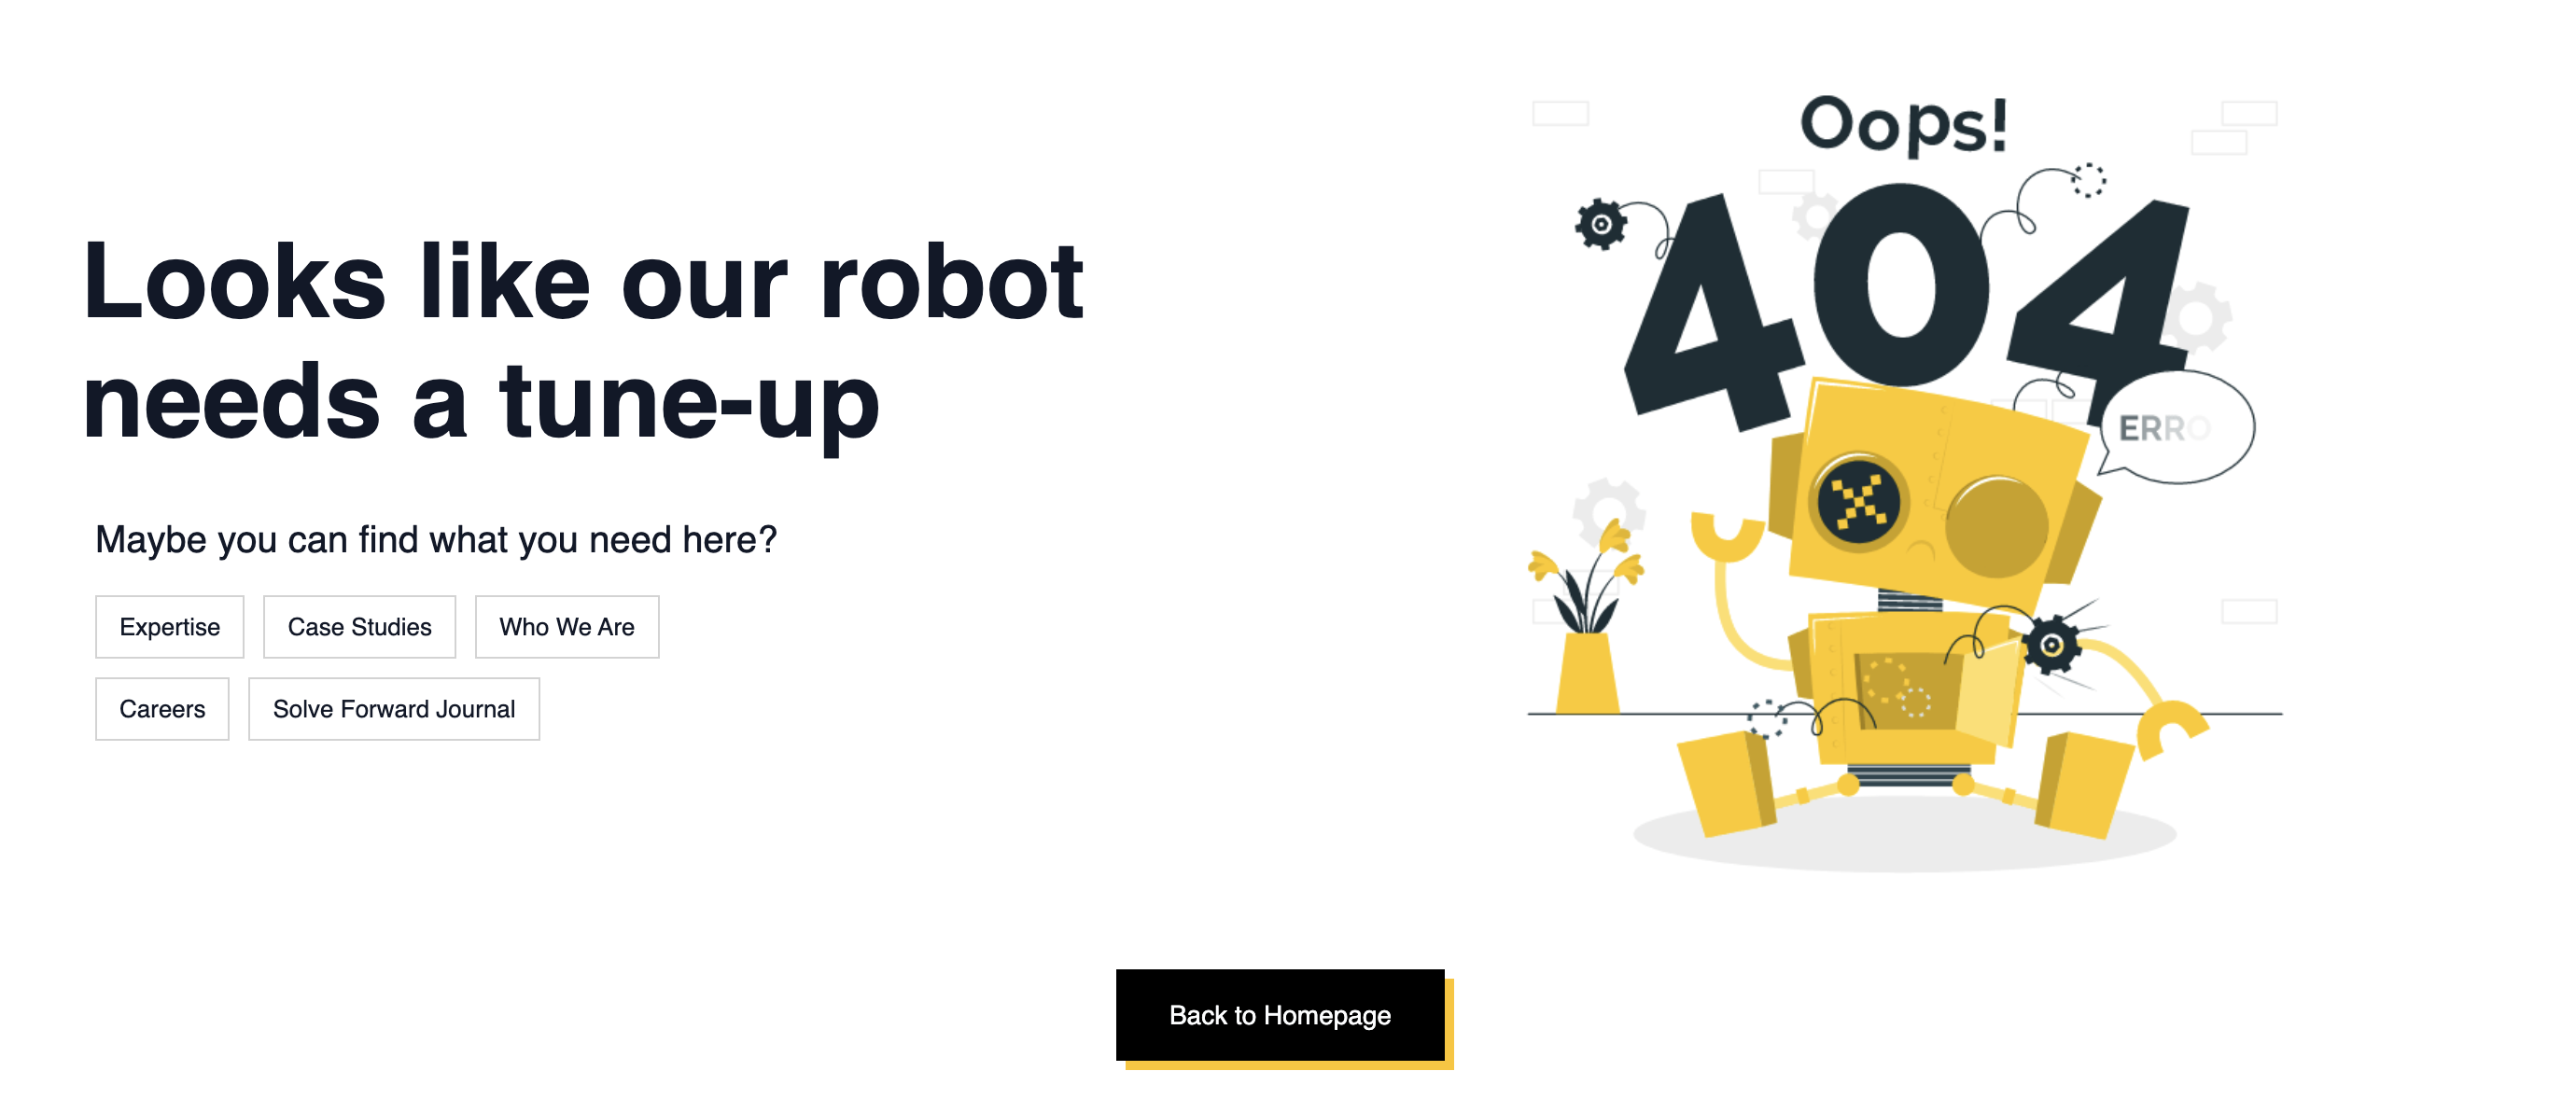 Looks like our robot
needs a tune-up
Maybe you can find what you need here?
Expertise
Case Studies
Who We Are
Careers
Solve Forward Journal
Oops!
404
ERRO
Back to Homepage